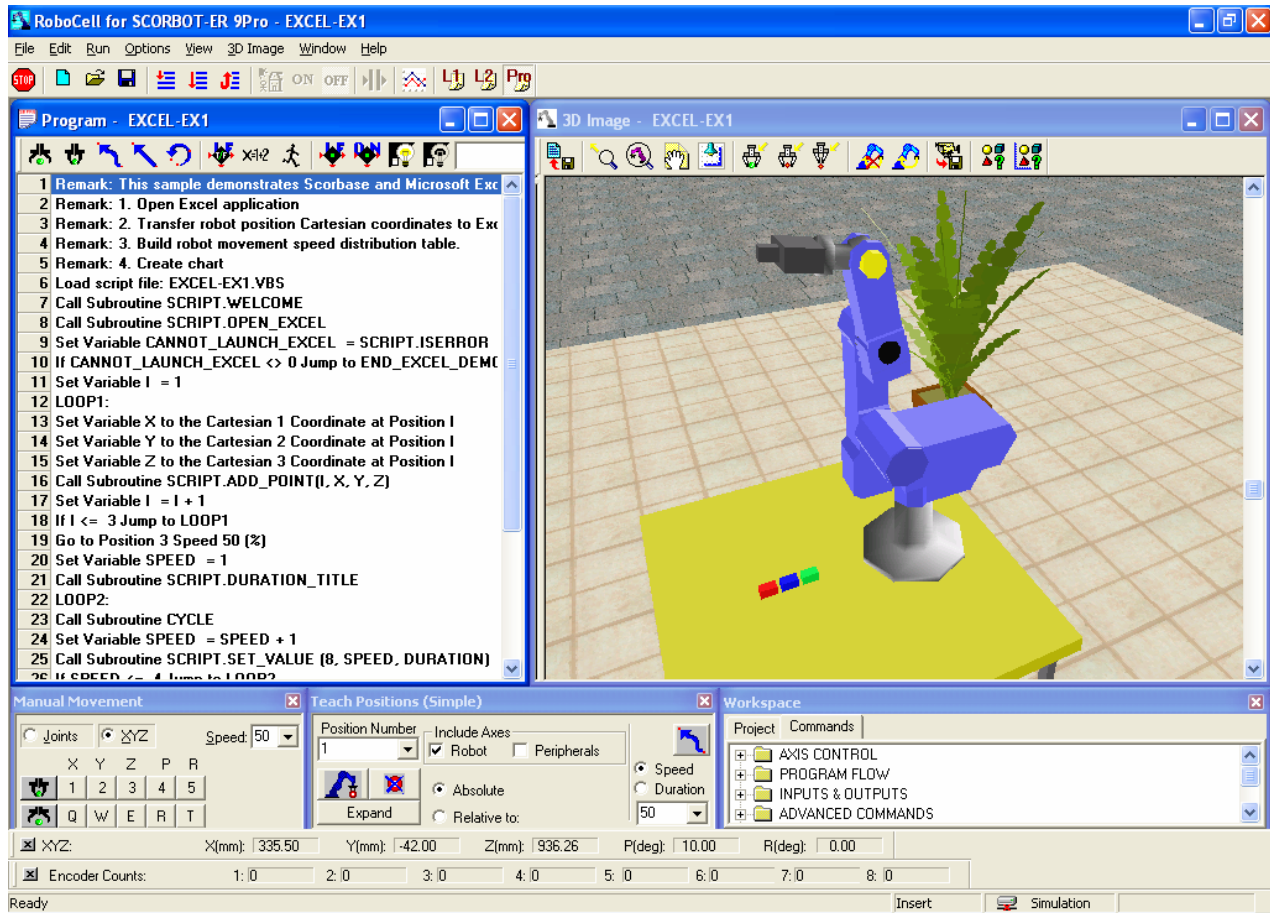 RoboCell for SCORBOT-ER 9Pro - EXCEL-EX1
File Edit Run Options View 3D Image Window Help
STOP ON OFF L1 L2 Prg
Program - EXCEL-EX1
1 Remark: This sample demonstrates Scorbase and Microsoft Exc
2 Remark: 1. Open Excel application
3 Remark: 2. Transfer robot position Cartesian coordinates to Exc
4 Remark: 3. Build robot movement speed distribution table.
5 Remark: 4. Create chart
6 Load script file: EXCEL-EX1.VBS
7 Call Subroutine SCRIPT.WELCOME
8 Call Subroutine SCRIPT.OPEN_EXCEL
9 Set Variable CANNOT_LAUNCH_EXCEL = SCRIPT.ISERROR
10 If CANNOT_LAUNCH_EXCEL <> 0 Jump to END_EXCEL_DEMO
11 Set Variable I = 1
12 LOOP1:
13 Set Variable X to the Cartesian 1 Coordinate at Position I
14 Set Variable Y to the Cartesian 2 Coordinate at Position I
15 Set Variable Z to the Cartesian 3 Coordinate at Position I
16 Call Subroutine SCRIPT.ADD_POINT(I, X, Y, Z)
17 Set Variable I = I + 1
18 If I <= 3 Jump to LOOP1
19 Go to Position 3 Speed 50 (%)
20 Set Variable SPEED = 1
21 Call Subroutine SCRIPT.DURATION_TITLE
22 LOOP2:
23 Call Subroutine CYCLE
24 Set Variable SPEED = SPEED + 1
25 Call Subroutine SCRIPT.SET_VALUE (8, SPEED, DURATION)
26 If SPEED <= 4 Jump to LOOP2
3D Image - EXCEL-EX1
Manual Movement
Joints XYZ Speed: 50
X Y Z P R
1 2 3 4 5
Q W E R T
Teach Positions (Simple)
Position Number
1
Include Axes
Robot Peripherals
Absolute
Relative to:
Expand
Speed
Duration
50
Workspace
Project Commands
AXIS CONTROL
PROGRAM FLOW
INPUTS & OUTPUTS
ADVANCED COMMANDS
XYZ: X(mm): 335.50 Y(mm): -42.00 Z(mm): 936.26 P(deg): 10.00 R(deg): 0.00
Encoder Counts: 1: 0 2: 0 3: 0 4: 0 5: 0 6: 0 7: 0 8: 0
Ready Insert Simulation